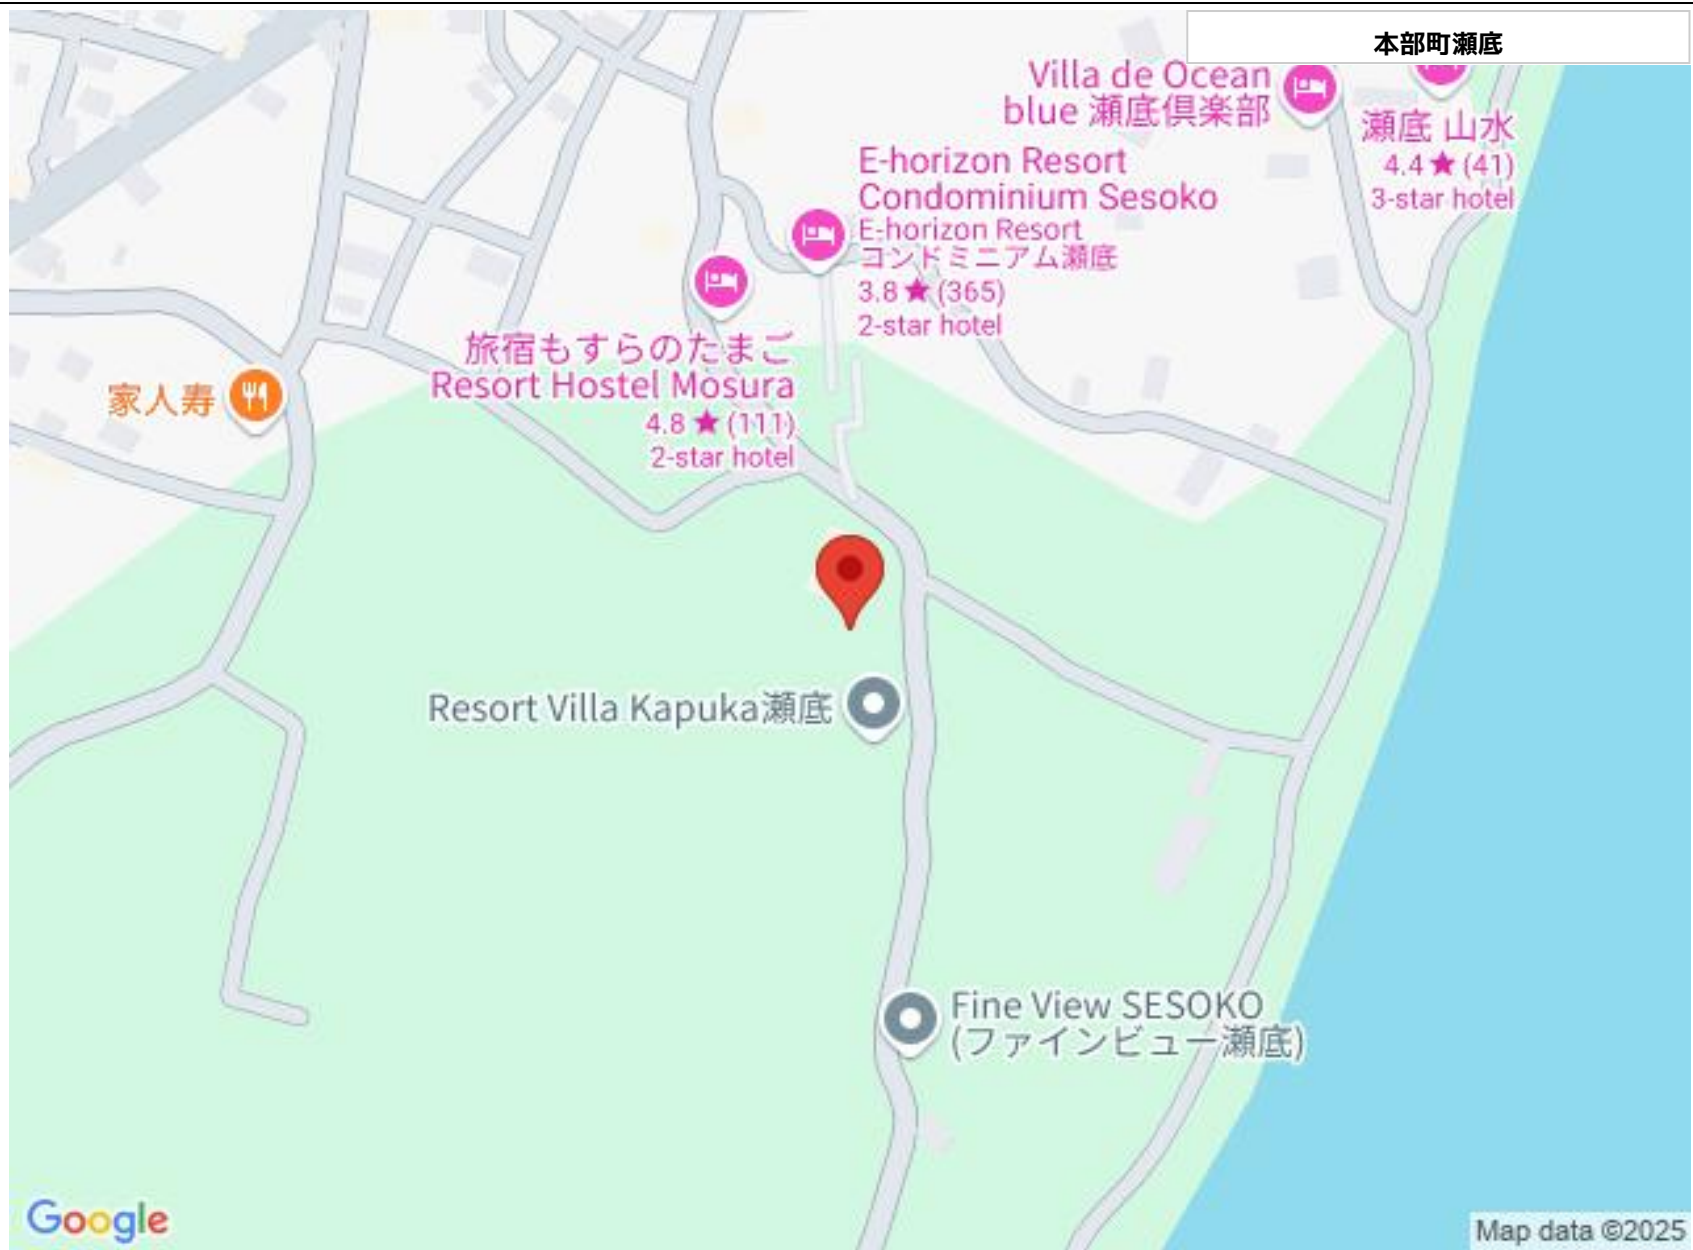 本部町瀬底
Villa de Ocean
blue 瀬底倶楽部
瀬底 山水
4.4★(41)
3-star hotel
E-horizon Resort
Condominium Sesoko
E-horizon Resort
コンドミニアム瀬底
3.8★(365)
2-star hotel
旅宿もすらのたまご
Resort Hostel Mosura
4.8★(111)
2-star hotel
家人寿
Resort Villa Kapuka瀬底
Fine View SESOKO
(ファインビュー瀬底)
Google
Map data ©2025